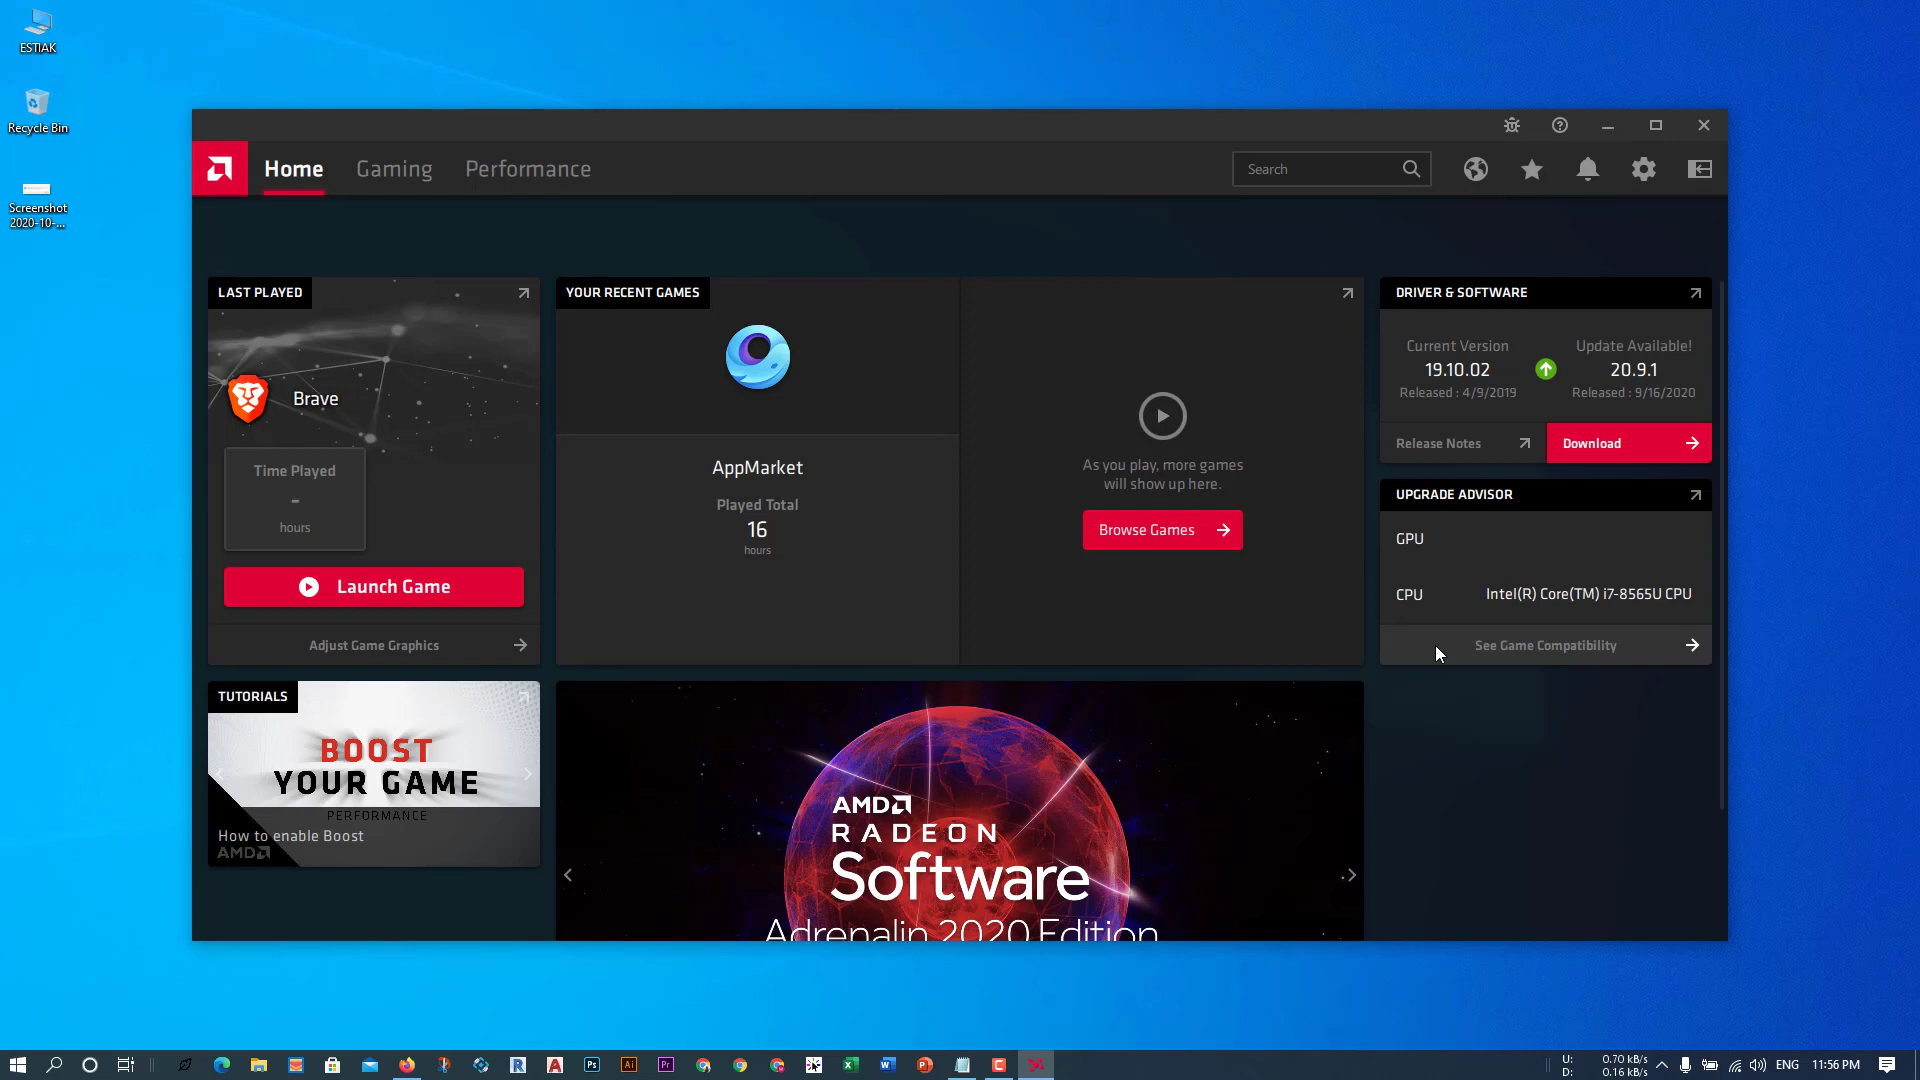 ESTIAK
Recycle Bin
Screenshot
2020-10-...
Home
Gaming
Performance
Search
LAST PLAYED
Brave
Time Played
-
hours
Launch Game
Adjust Game Graphics
YOUR RECENT GAMES
AppMarket
Played Total
16
hours
As you play, more games
will show up here.
Browse Games
DRIVER & SOFTWARE
Current Version
19.10.02
Released : 4/9/2019
Update Available!
20.9.1
Released : 9/16/2020
Release Notes
Download
UPGRADE ADVISOR
GPU
CPU
Intel(R) Core(TM) i7-8565U CPU
See Game Compatibility
TUTORIALS
BOOST
YOUR GAME
PERFORMANCE
How to enable Boost
AMD
AMD
RADEON
Software
Adrenalin 2020 Edition
U: 0.70 kB/s
D: 0.16 kB/s
ENG
11:56 PM